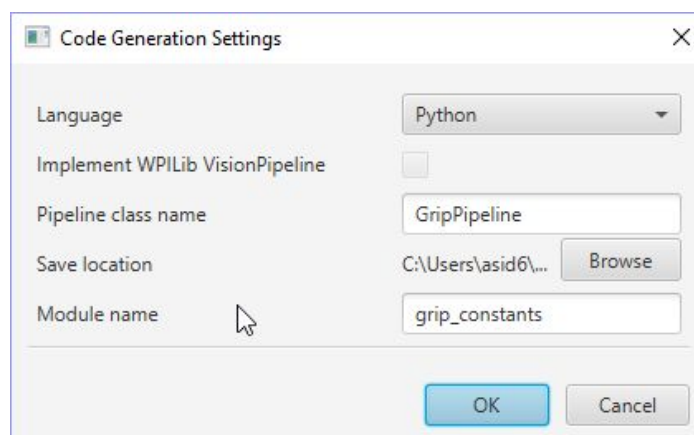 Code Generation Settings
Language Python
Implement WPILib VisionPipeline
Pipeline class name GripPipeline
Save location C:\Users\asid6\... Browse
Module name grip_constants
OK Cancel